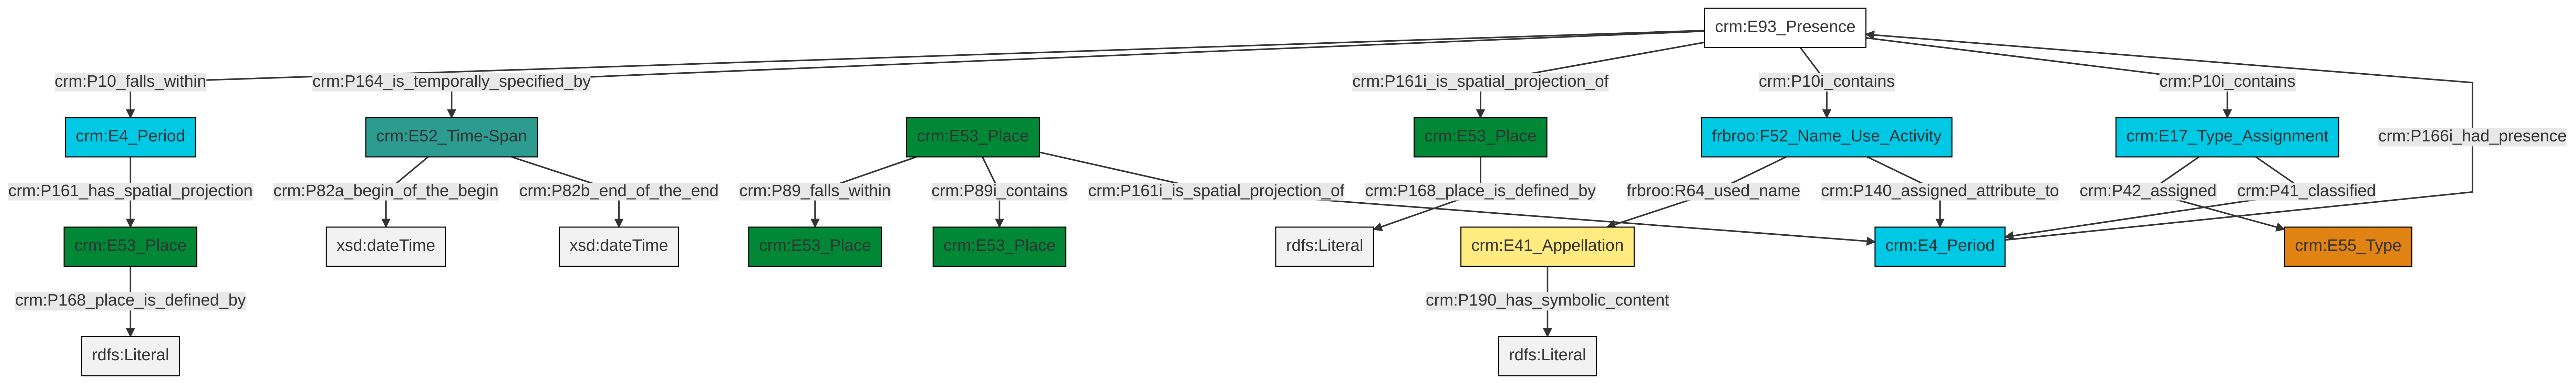 crm:E93_Presence
crm:P10_falls_within
crm:P164_is_temporally_specified_by
crm:P161i_is_spatial_projection_of
crm:P10i_contains
crm:P10i_contains
crm:E4_Period
crm:E52_Time-Span
crm:E53_Place
crm:E53_Place
frbroo:F52_Name_Use_Activity
crm:E17_Type_Assignment
crm:P166i_had_presence
crm:P161_has_spatial_projection
crm:P82a_begin_of_the_begin
crm:P82b_end_of_the_end
crm:P89_falls_within
crm:P89i_contains
crm:P161i_is_spatial_projection_of
crm:P168_place_is_defined_by
frbroo:R64_used_name
crm:P140_assigned_attribute_to
crm:P42_assigned
crm:P41_classified
crm:E53_Place
xsd:dateTime
xsd:dateTime
crm:E53_Place
crm:E53_Place
rdfs:Literal
crm:E41_Appellation
crm:E4_Period
crm:E55_Type
crm:P168_place_is_defined_by
crm:P190_has_symbolic_content
rdfs:Literal
rdfs:Literal